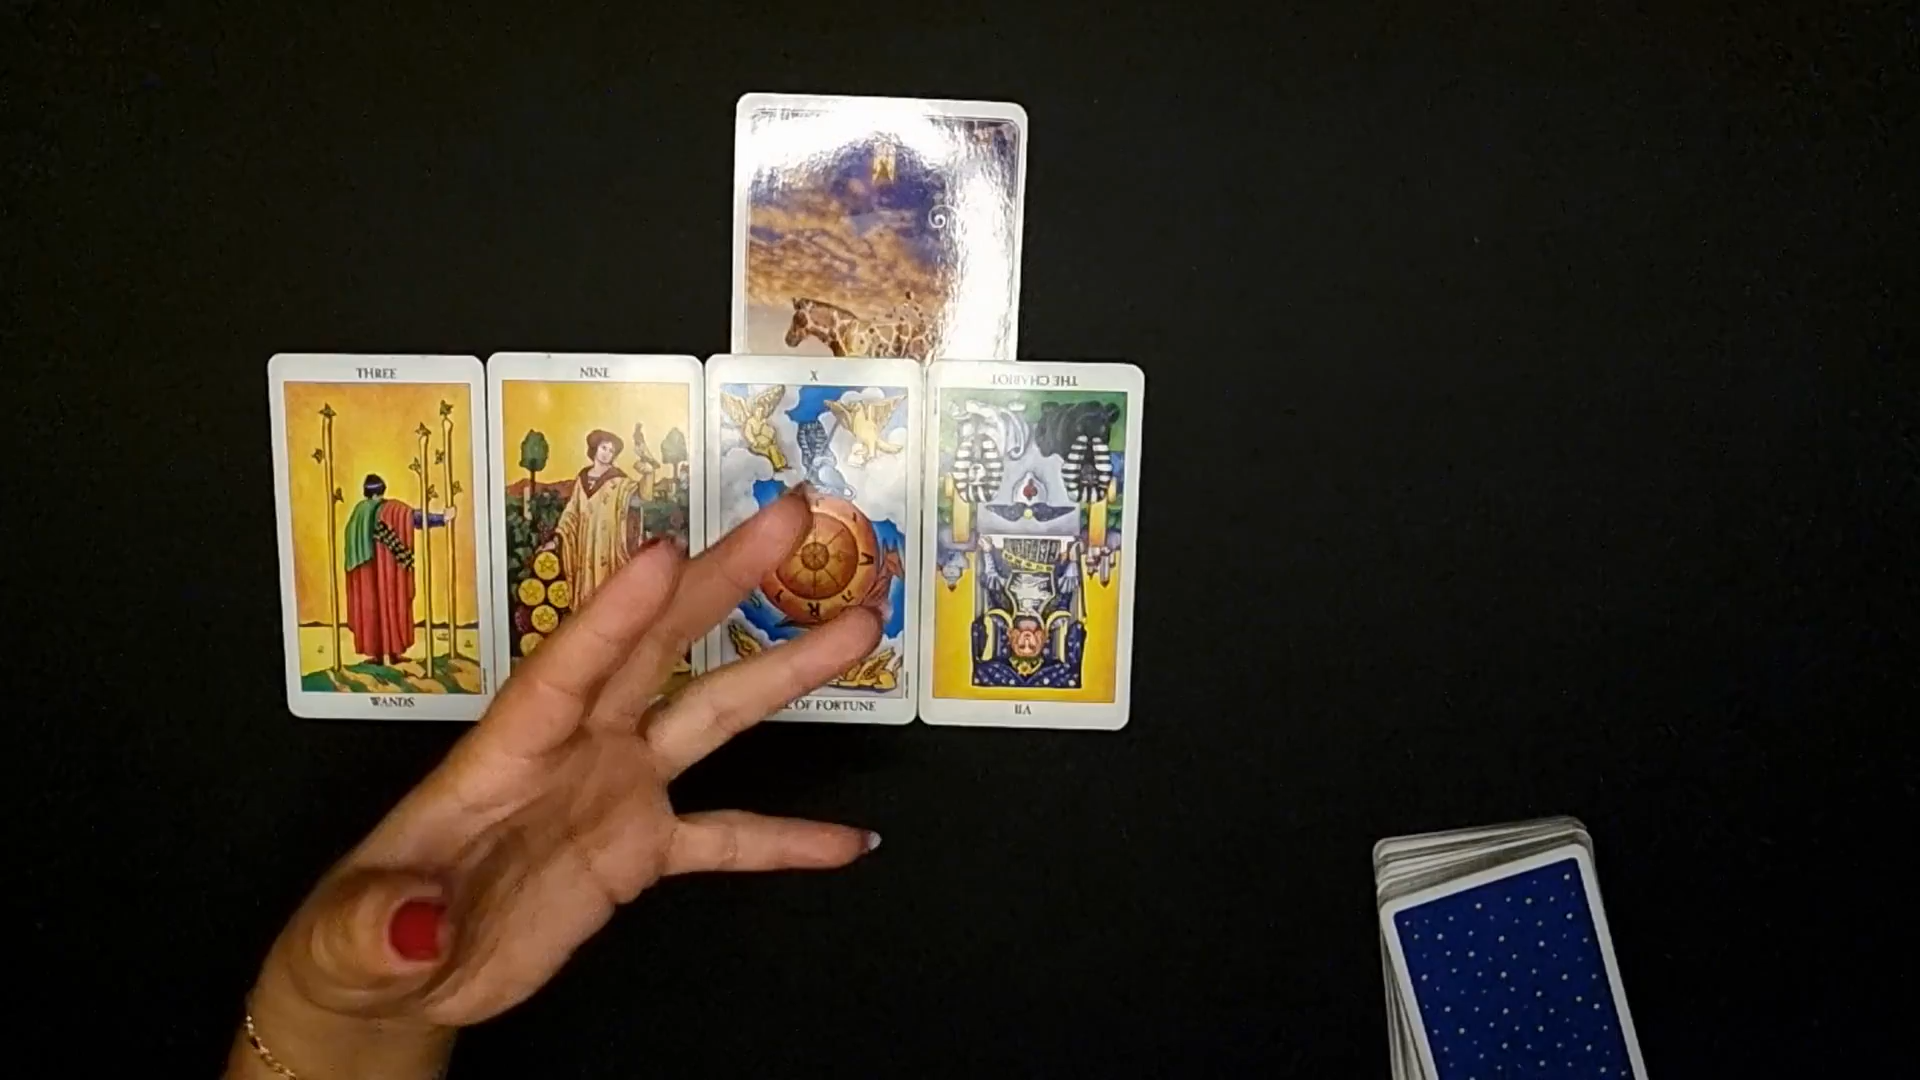 THREE
WANDS
NINE
X
OF FORTUNE
THE CHARIOT
VII